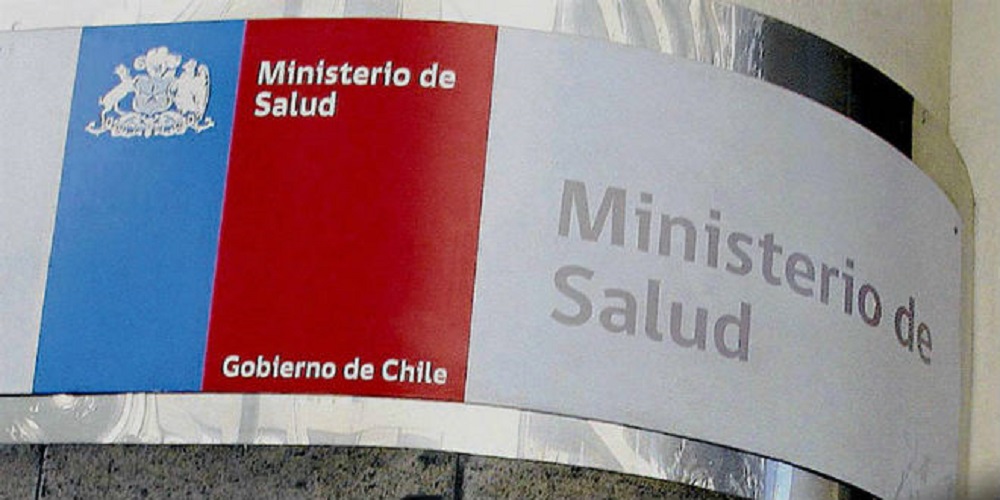 Ministerio de
Salud
Gobierno de Chile
Ministerio de
Salud